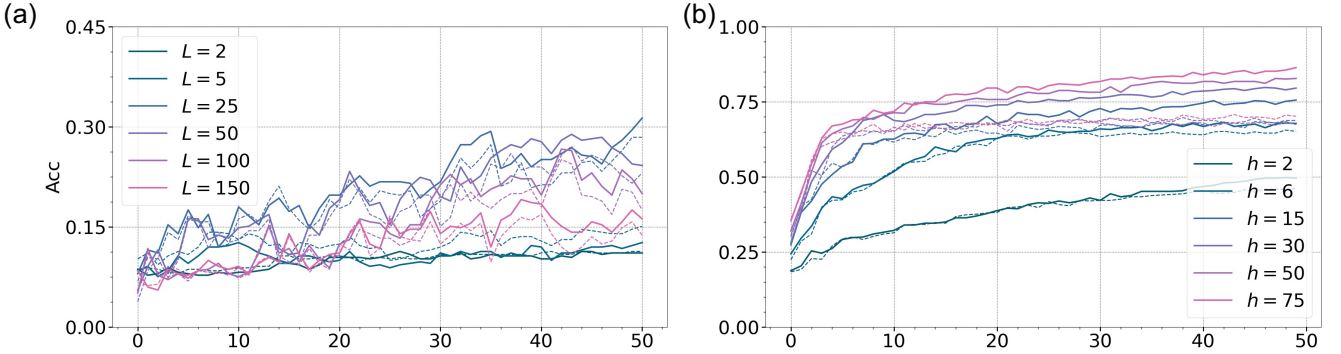 (a)
Acc
0.45
0.30
0.15
0.00
L = 2
L = 5
L = 25
L = 50
L = 100
L = 150
0 10 20 30 40 50
(b)
1.00
0.75
0.50
0.25
0.00
h = 2
h = 6
h = 15
h = 30
h = 50
h = 75
0 10 20 30 40 50